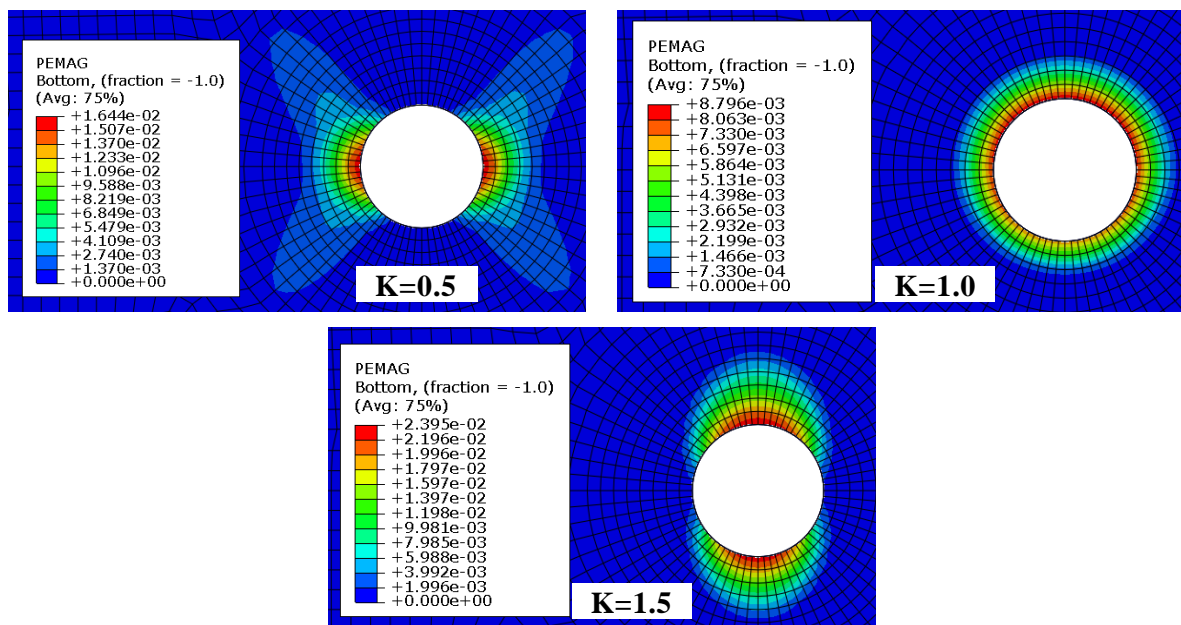 PEMAG
Bottom, (fraction = -1.0)
(Avg: 75%)
+1.644e-02
+1.507e-02
+1.370e-02
+1.233e-02
+1.096e-02
+9.588e-03
+8.219e-03
+6.849e-03
+5.479e-03
+4.109e-03
+2.740e-03
+1.370e-03
+0.000e+00
K=0.5
PEMAG
Bottom, (fraction = -1.0)
(Avg: 75%)
+8.796e-03
+8.063e-03
+7.330e-03
+6.597e-03
+5.864e-03
+5.131e-03
+4.398e-03
+3.665e-03
+2.932e-03
+2.199e-03
+1.466e-03
+7.330e-04
+0.000e+00
K=1.0
PEMAG
Bottom, (fraction = -1.0)
(Avg: 75%)
+2.395e-02
+2.196e-02
+1.996e-02
+1.797e-02
+1.597e-02
+1.397e-02
+1.198e-02
+9.981e-03
+7.985e-03
+5.988e-03
+3.992e-03
+1.996e-03
+0.000e+00
K=1.5